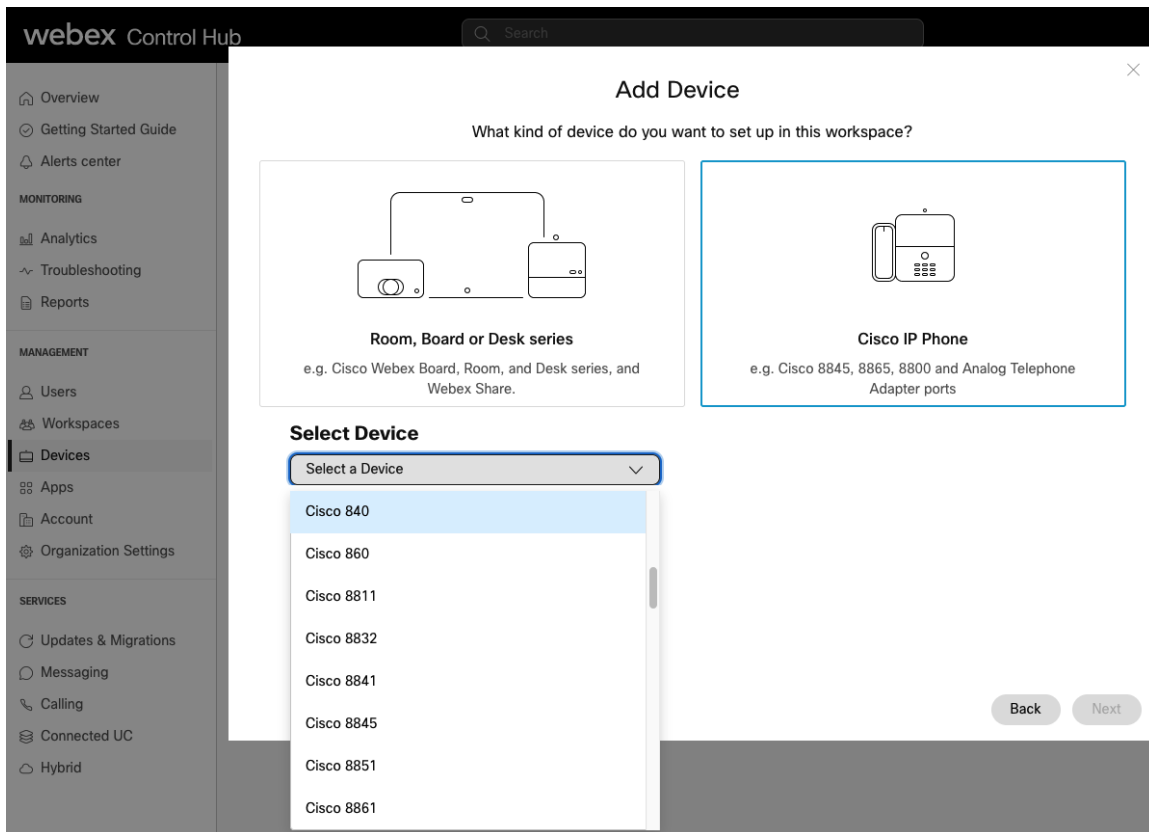 webex Control Hub
Search
Overview
Getting Started Guide
Alerts center
MONITORING
Analytics
Troubleshooting
Reports
MANAGEMENT
Users
Workspaces
Devices
Apps
Account
Organization Settings
SERVICES
Updates & Migrations
Messaging
Calling
Connected UC
Hybrid
Add Device
What kind of device do you want to set up in this workspace?
Room, Board or Desk series
e.g. Cisco Webex Board, Room, and Desk series, and
Webex Share.
Cisco IP Phone
e.g. Cisco 8845, 8865, 8800 and Analog Telephone
Adapter ports
Select Device
Select a Device
Cisco 840
Cisco 860
Cisco 8811
Cisco 8832
Cisco 8841
Cisco 8845
Cisco 8851
Cisco 8861
Back
Next